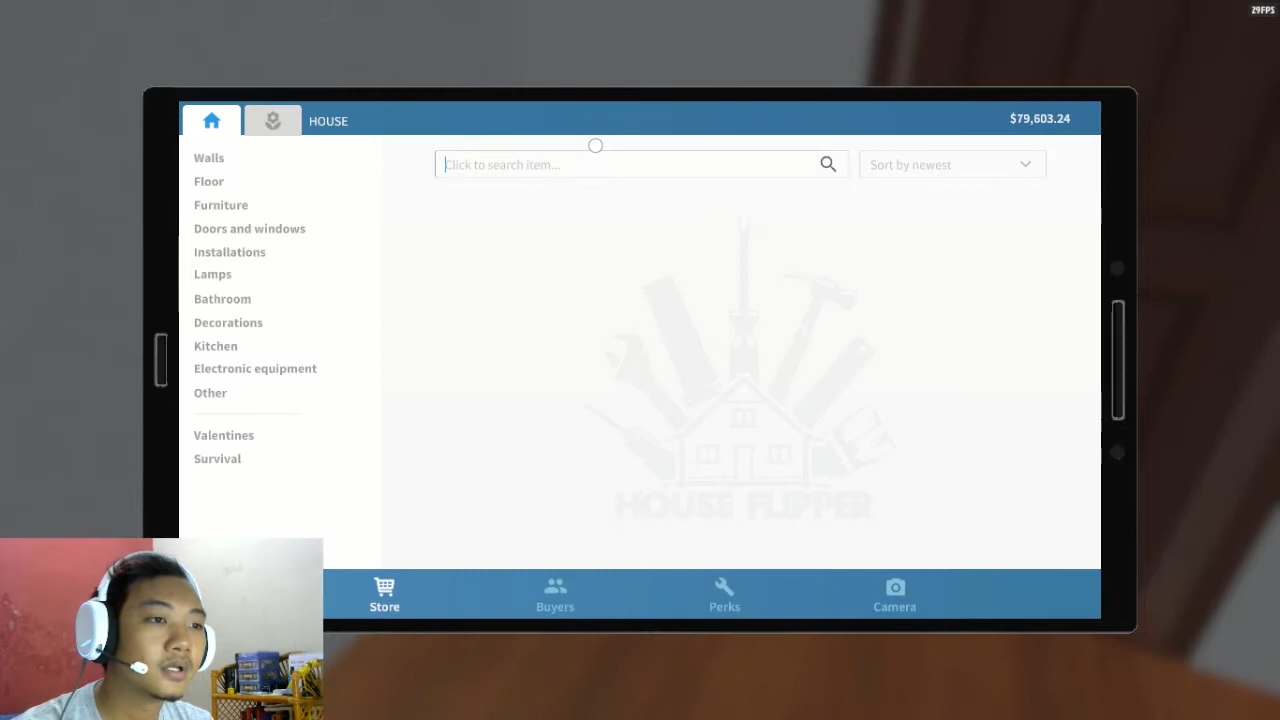 29FPS
HOUSE
$79,603.24
Click to search item...
Sort by newest
Walls
Floor
Furniture
Doors and windows
Installations
Lamps
Bathroom
Decorations
Kitchen
Electronic equipment
Other
Valentines
Survival
HOUSE FLIPPER
Store
Buyers
Perks
Camera